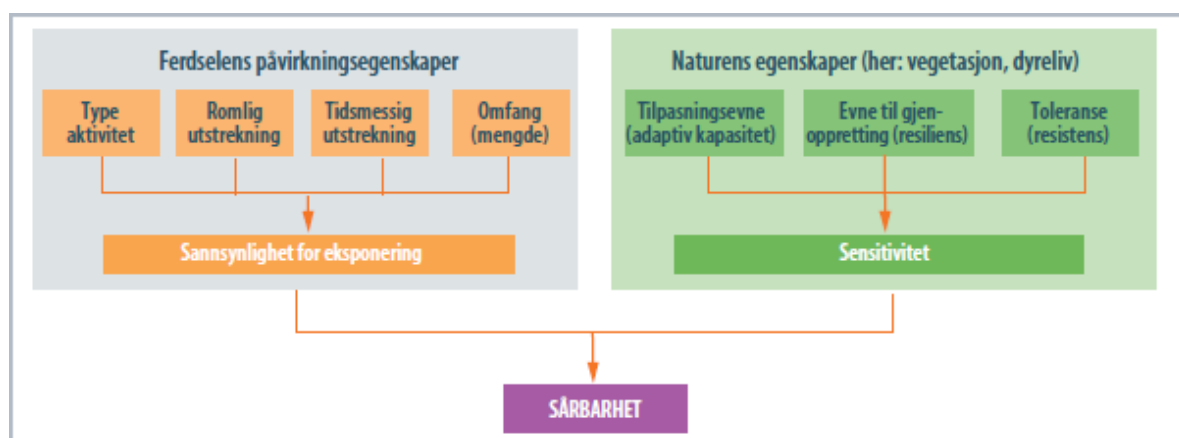 Ferdselens påvirkningsegenskaper
Type
aktivitet
Romlig
utstrekning
Tidsmessig
utstrekning
Omfang
(mengde)
Sannsynlighet for eksponering
Naturens egenskaper (her: vegetasjon, dyreliv)
Tilpasningsevne
(adaptiv kapasitet)
Evne til gjen-
oppretting (resiliens)
Toleranse
(resistens)
Sensitivitet
SÅRBARHET